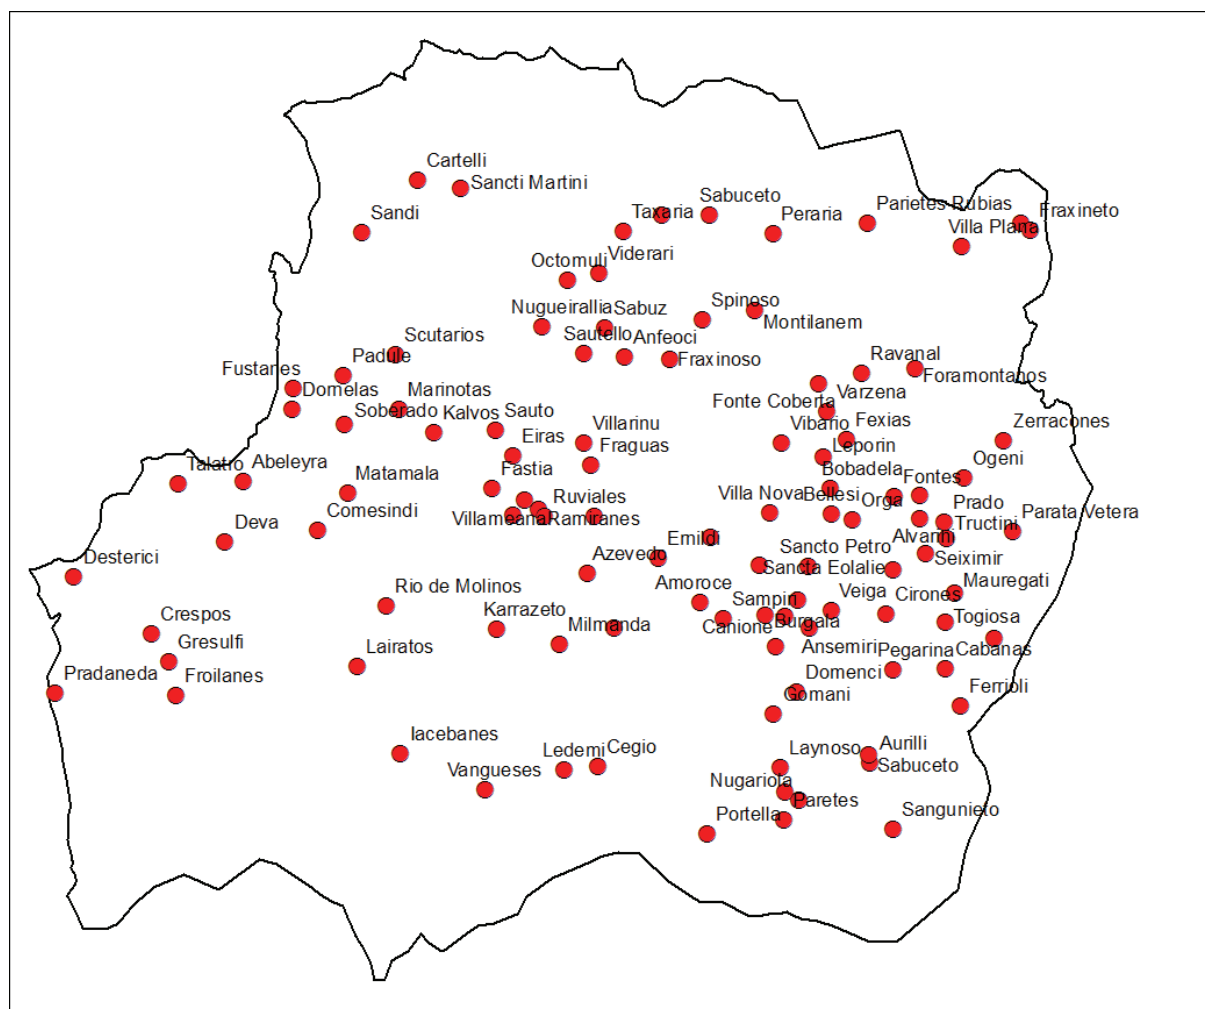 Cartelli
Sancti Martini
Sandi
Taxaria
Sabuceto
Peraria
Parietes Rubias
Fraxineto
Villa Plana
Octomuli
Viderari
Nugueirallia
Sabuz
Spinoso
Montilanem
Scutarios
Sautello
Anfeoci
Fraxinoso
Ravanal
Foramontanos
Fustanes
Padule
Domelas
Marinotas
Varzena
Fonte Coberta
Soberado
Kalvos
Sauto
Villarinu
Vibario
Fexias
Zerracones
Eiras
Fraguas
Leporin
Talatro
Abeleyra
Matamala
Fastia
Bobadela
Fontes
Ogeni
Ruviales
Villa Nova
Bellesi
Orga
Prado
Parata Vetera
Deva
Comesindi
Villameana
Ramiranes
Tructini
Emildi
Alvarini
Desterici
Azevedo
Sancto Petro
Seiximir
Sancta Eolalie
Rio de Molinos
Amoroce
Mauregati
Crespos
Karrazeto
Sampiri
Veiga
Cirones
Togiosa
Gresulfi
Milmanda
Canione
Burgala
Lairatos
Ansemiri
Pegarina
Cabanas
Pradaneda
Froilanes
Domenci
Gomani
Ferrioli
Iacebanes
Ledemi
Cegio
Laynoso
Aurilli
Vangueses
Nugariola
Sabuceto
Paretes
Portella
Sangunieto